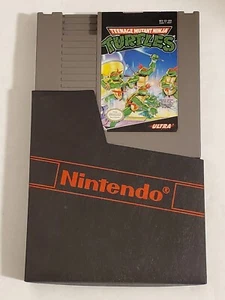 TEENAGE MUTANT NINJA
TURTLES
ULTRA
Nintendo®